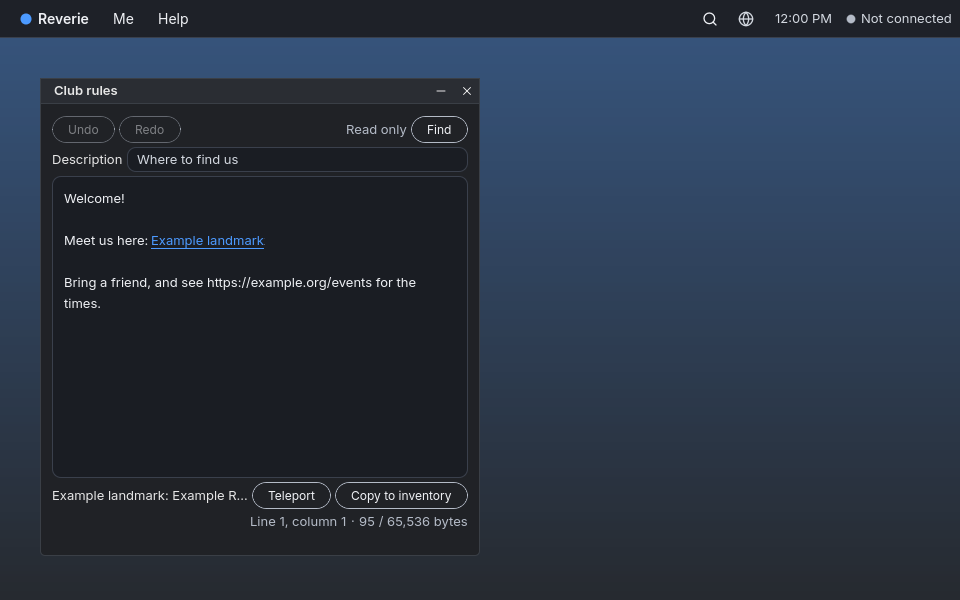 Reverie Me Help 12:00 PM Not connected
Club rules
Undo Redo Read only Find
Description Where to find us
Welcome!
Meet us here: Example landmark
Bring a friend, and see https://example.org/events for the
times.
Example landmark: Example R... Teleport Copy to inventory
Line 1, column 1 · 95 / 65,536 bytes